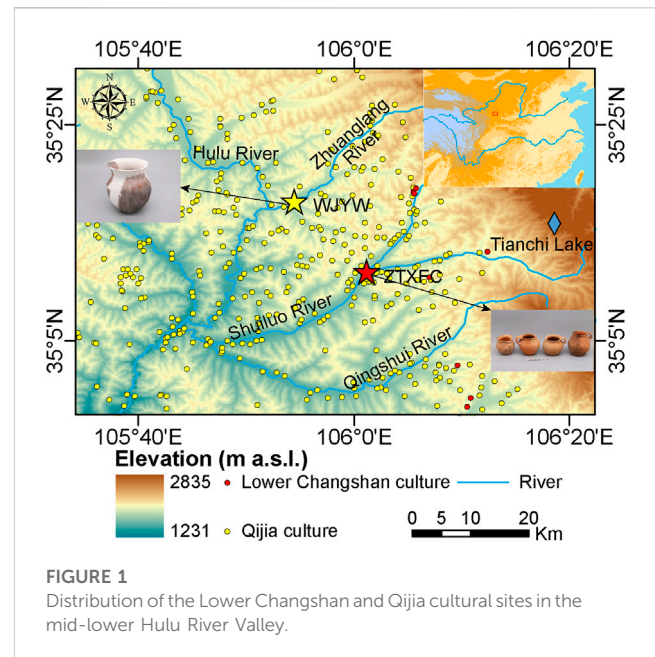 105°40'E 106°0'E 106°20'E
35°25'N 35°25'N
N
W E
S
Hulu River
Zhuanglang
River
WJYW
Tianchi Lake
ZTXFC
Shuiluo River
Qingshui River
35°5'N 35°5'N
105°40'E 106°0'E 106°20'E
Elevation (m a.s.l.)
2835 Lower Changshan culture River
1231 Qijia culture
0 5 10 20
Km
FIGURE 1
Distribution of the Lower Changshan and Qijia cultural sites in the
mid-lower Hulu River Valley.